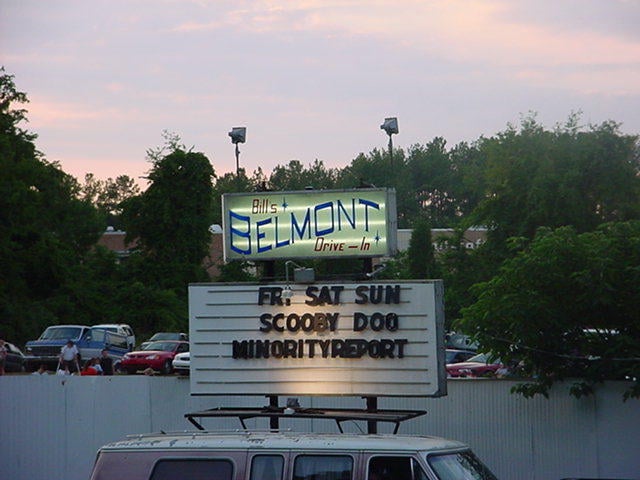 Bill's
BELMONT
Drive-In
FRI SAT SUN
SCOOBY DOO
MINORITYREPORT